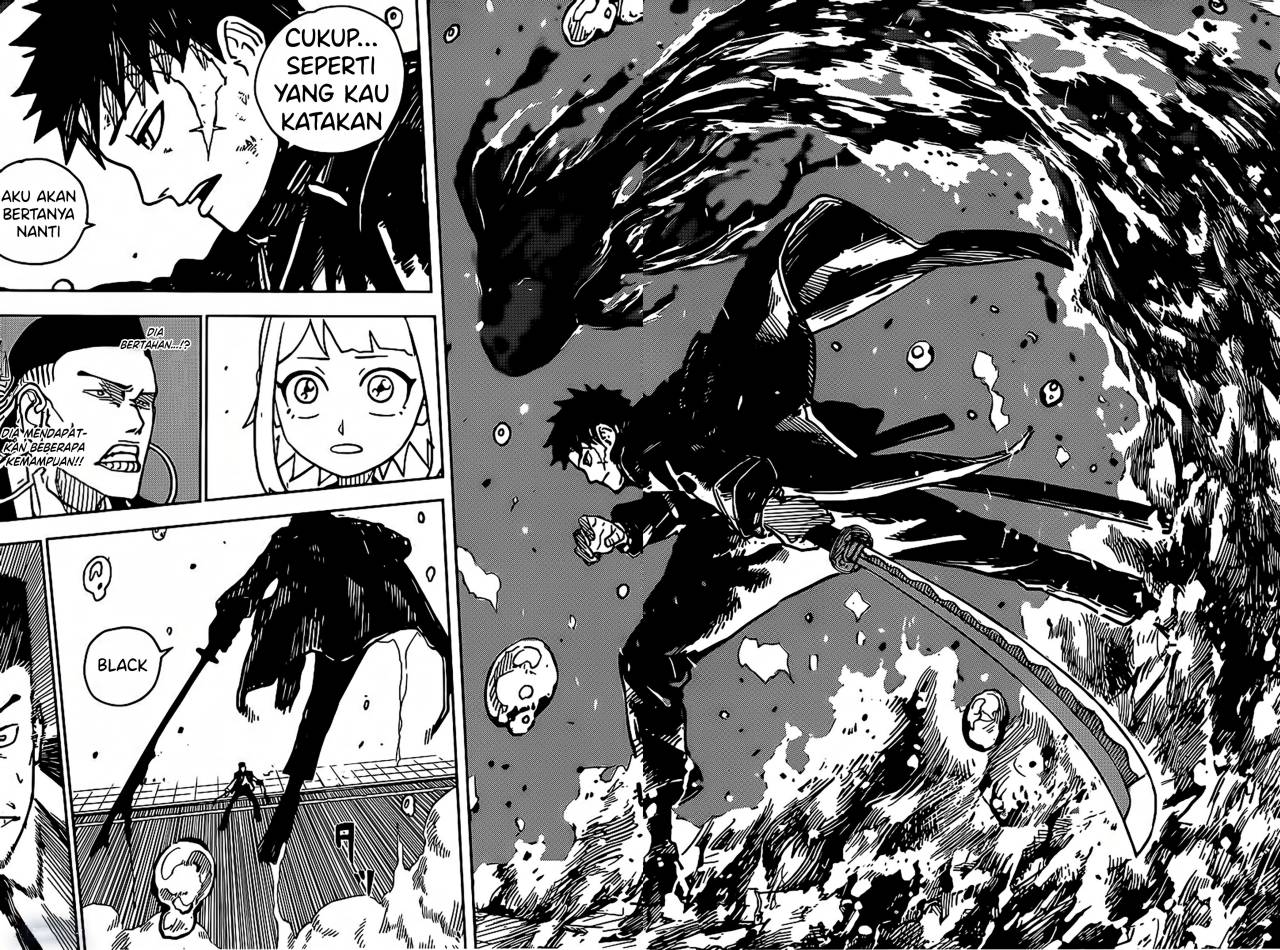 CUKUP...
SEPERTI
YANG KAU
KATAKAN
AKU AKAN
BERTANYA
NANTI
DIA
BERTAHAN...!?
DIA MENDAPAT-
KAN BEBERAPA
KEMAMPUAN!!
BLACK